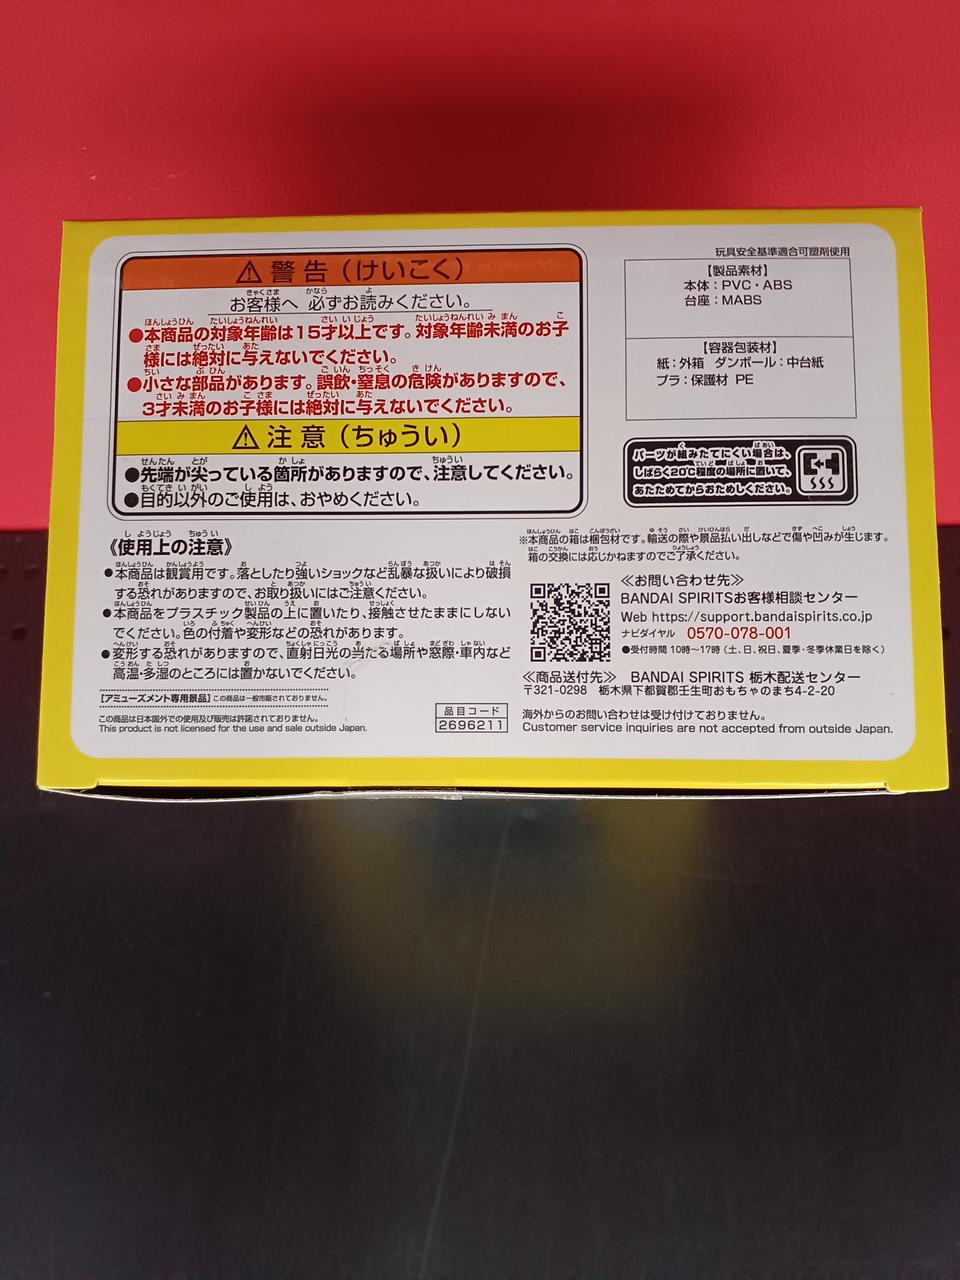 ⚠ 警告（けいこく）
お客様へ 必ずお読みください。
●本商品の対象年齢は15才以上です。対象年齢未満のお子
様には絶対に与えないでください。
●小さな部品があります。誤飲・窒息の危険がありますので、
3才未満のお子様には絶対に与えないでください。
⚠ 注意（ちゅうい）
●先端が尖っている箇所がありますので、注意してください。
●目的以外のご使用は、おやめください。
玩具安全基準適合可塑剤使用
【製品素材】
本体：PVC・ABS
台座：MABS
【容器包装材】
紙：外箱 ダンボール：中台紙
プラ：保護材 PE
パーツが組みたてにくい場合は、
しばらく20℃程度の場所に置いて、
あたためてからおためしください。
《使用上の注意》
●本商品は観賞用です。落としたり強いショックなど乱暴な扱いにより破損
する恐れがありますので、お取り扱いにはご注意ください。
●本商品をプラスチック製品の上に置いたり、接触させたままにしない
でください。色の付着や変形などの恐れがあります。
●変形する恐れがありますので、直射日光の当たる場所や窓際・車内など
高温・多湿のところには置かないでください。
【アミューズメント専用景品】この商品は一般市販されておりません。
この商品は日本国外での使用及び販売は許諾されておりません。
This product is not licensed for the use and sale outside Japan.
品目コード
2696211
※本商品の箱は梱包材です。輸送の際や景品払い出しなどで傷や凹みが生じます。
箱の交換には応じかねますのでご了承ください。
≪お問い合わせ先≫
BANDAI SPIRITSお客様相談センター
Web https://support.bandaispirits.co.jp
ナビダイヤル 0570-078-001
●受付時間 10時〜17時（土、日、祝日、夏季・冬季休業日を除く）
≪商品送付先≫ BANDAI SPIRITS 栃木配送センター
〒321-0298 栃木県下都賀郡壬生町おもちゃのまち4-2-20
海外からのお問い合わせは受け付けておりません。
Customer service inquiries are not accepted from outside Japan.